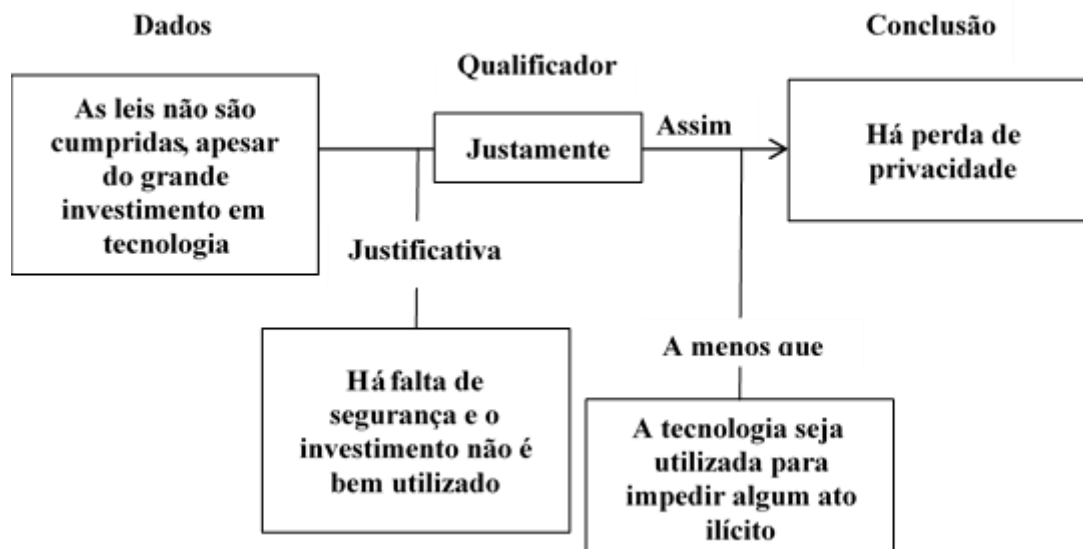 Dados
Conclusão
Qualificador
As leis não são
cumpridas, apesar
do grande
investimento em
tecnologia
Justamente
Assim
Há perda de
privacidade
Justificativa
A menos que
Há falta de
segurança e o
investimento não é
bem utilizado
A tecnologia seja
utilizada para
impedir algum ato
ilícito